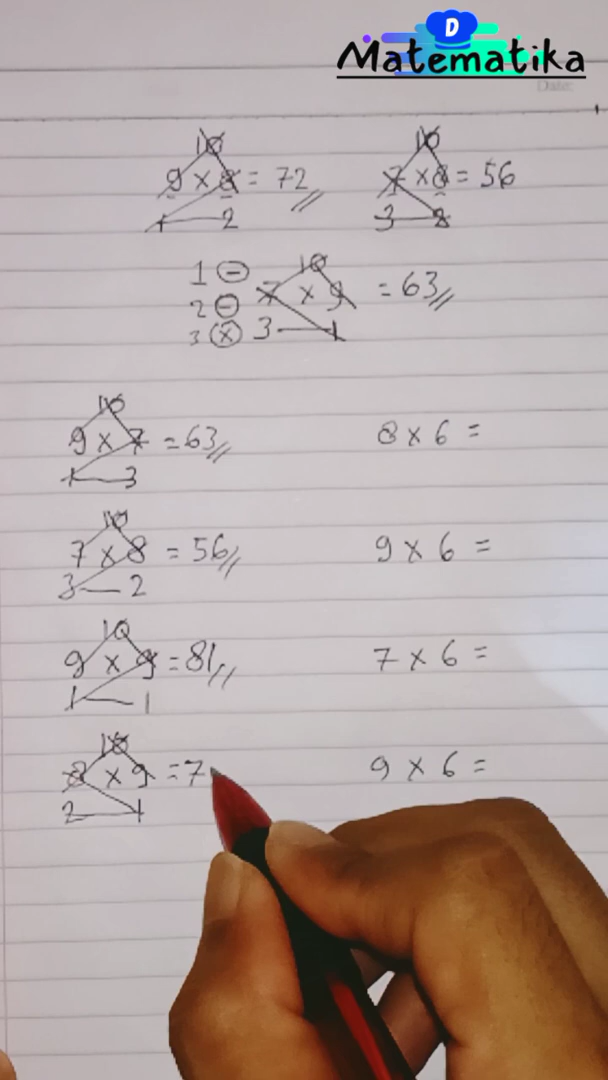 D
Matematika
Date:
10 10
9 x 8 = 72 7 x 8 = 56
1 2 3 2
1 - 10
2 - 7 x 9 = 63
3 x 3 1
10
9 x 7 = 63 8 x 6 =
1 3
10
7 x 8 = 56 9 x 6 =
3 2
10
9 x 9 = 81 7 x 6 =
1 1
10
8 x 9 = 7 9 x 6 =
2 1